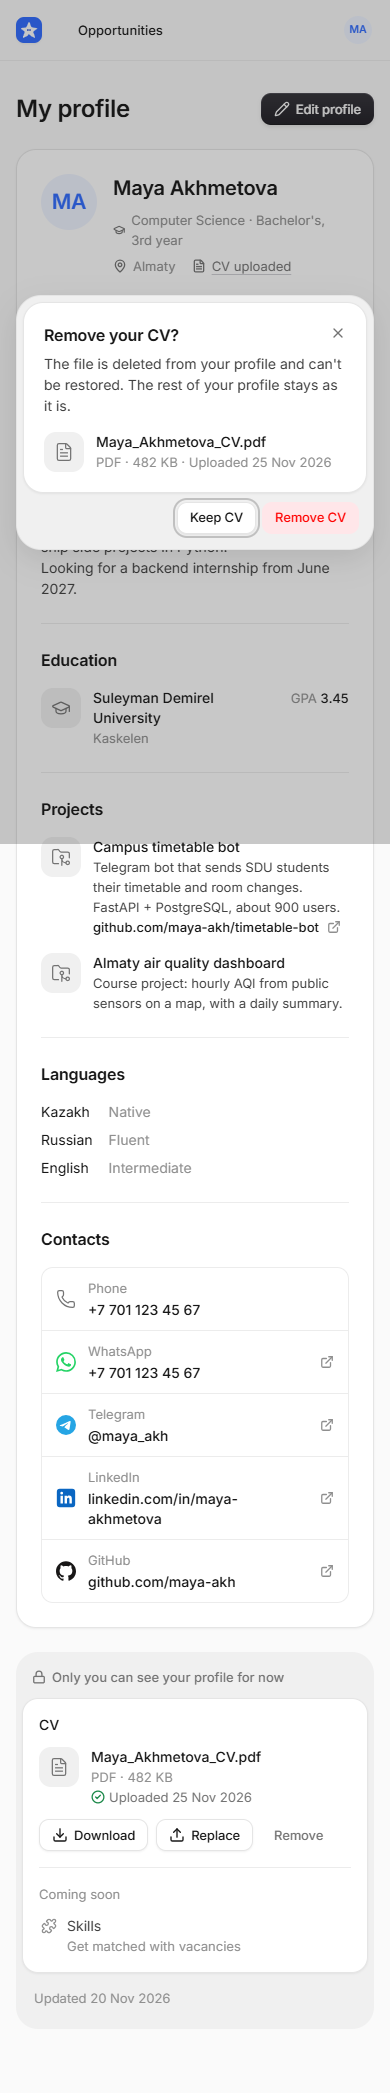 Opportunities
MA
My profile
Edit profile
MA
Maya Akhmetova
Computer Science · Bachelor's,
3rd year
Almaty
CV uploaded
Remove your CV?
The file is deleted from your profile and can't
be restored. The rest of your profile stays as
it is.
Maya_Akhmetova_CV.pdf
PDF · 482 KB · Uploaded 25 Nov 2026
Keep CV
Remove CV
ship side projects in Python.
Looking for a backend internship from June
2027.
Education
Suleyman Demirel
University
GPA 3.45
Kaskelen
Projects
Campus timetable bot
Telegram bot that sends SDU students
their timetable and room changes.
FastAPI + PostgreSQL, about 900 users.
github.com/maya-akh/timetable-bot
Almaty air quality dashboard
Course project: hourly AQI from public
sensors on a map, with a daily summary.
Languages
Kazakh Native
Russian Fluent
English Intermediate
Contacts
Phone
+7 701 123 45 67
WhatsApp
+7 701 123 45 67
Telegram
@maya_akh
LinkedIn
linkedin.com/in/maya-
akhmetova
GitHub
github.com/maya-akh
Only you can see your profile for now
CV
Maya_Akhmetova_CV.pdf
PDF · 482 KB
Uploaded 25 Nov 2026
Download
Replace
Remove
Coming soon
Skills
Get matched with vacancies
Updated 20 Nov 2026